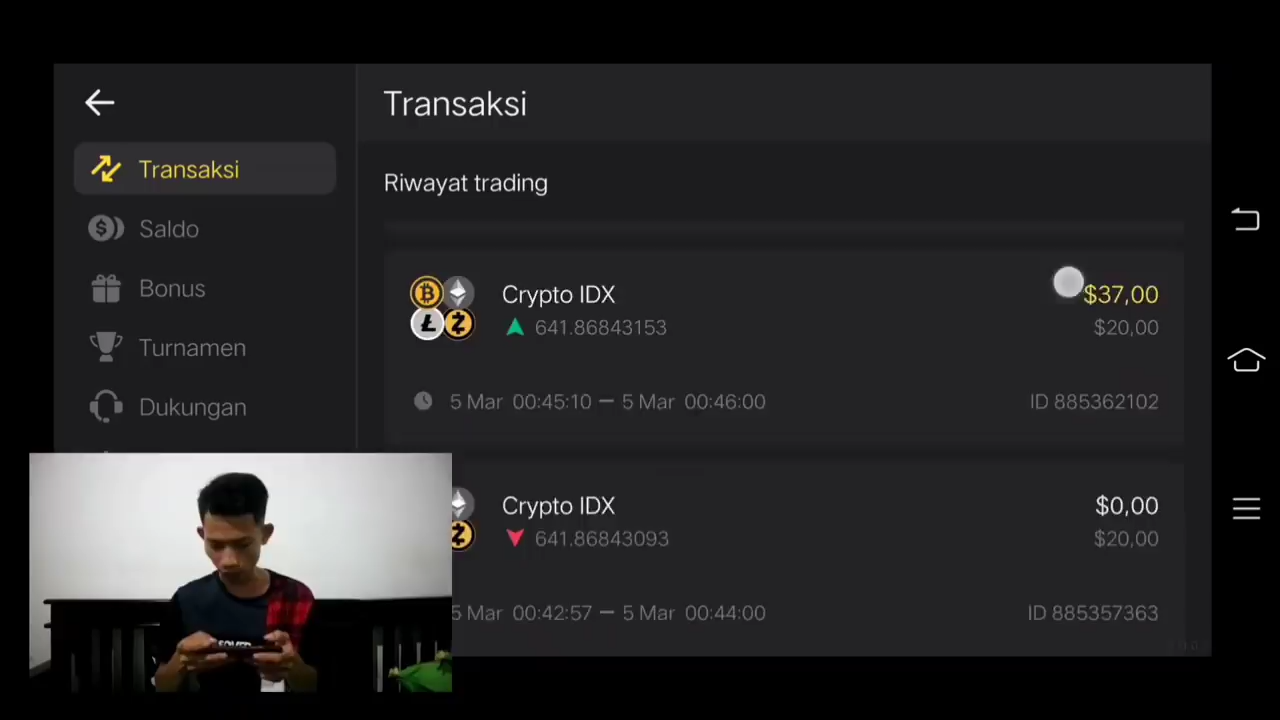 Transaksi
Transaksi
Saldo
Bonus
Turnamen
Dukungan
Riwayat trading
Crypto IDX
$37,00
641.86843153
$20,00
5 Mar 00:45:10 — 5 Mar 00:46:00
ID 885362102
Crypto IDX
$0,00
641.86843093
$20,00
5 Mar 00:42:57 — 5 Mar 00:44:00
ID 885357363